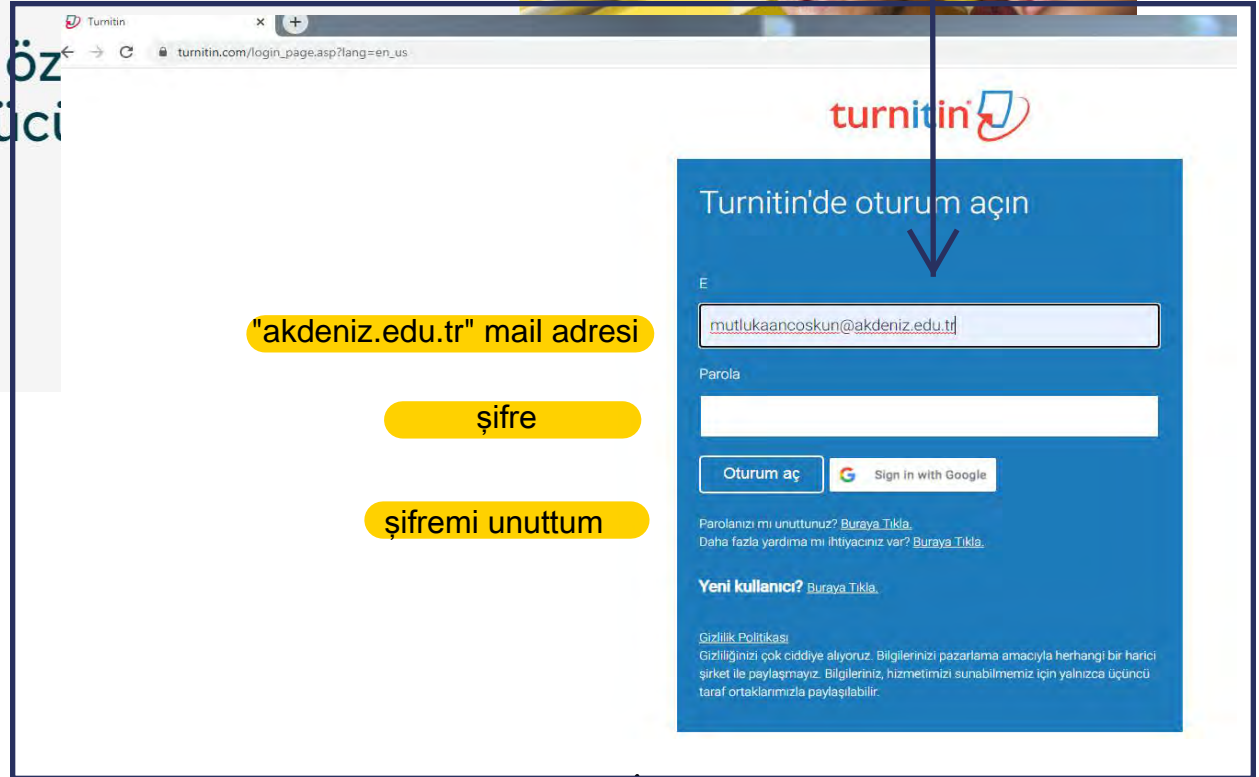 Turnitin
turnitin.com/login_page.asp?lang=en_us
öz
turnitin
Turnitin'de oturum açın
E
"akdeniz.edu.tr" mail adresi
mutlukaancoskun@akdeniz.edu.tr
Parola
şifre
Oturum aç
Sign in with Google
şifremi unuttum
Parolanızı mı unuttunuz? Buraya Tıkla.
Daha fazla yardıma mı ihtiyacınız var? Buraya Tıkla.
Yeni kullanıcı? Buraya Tıkla.
Gizlilik Politikası
Gizliliğinizi çok ciddiye alıyoruz. Bilgilerinizi pazarlama amacıyla herhangi bir harici
şirket ile paylaşmayız. Bilgileriniz, hizmetimizi sunabilmemiz için yalnızca üçüncü
taraf ortaklarımızla paylaşılabilir.